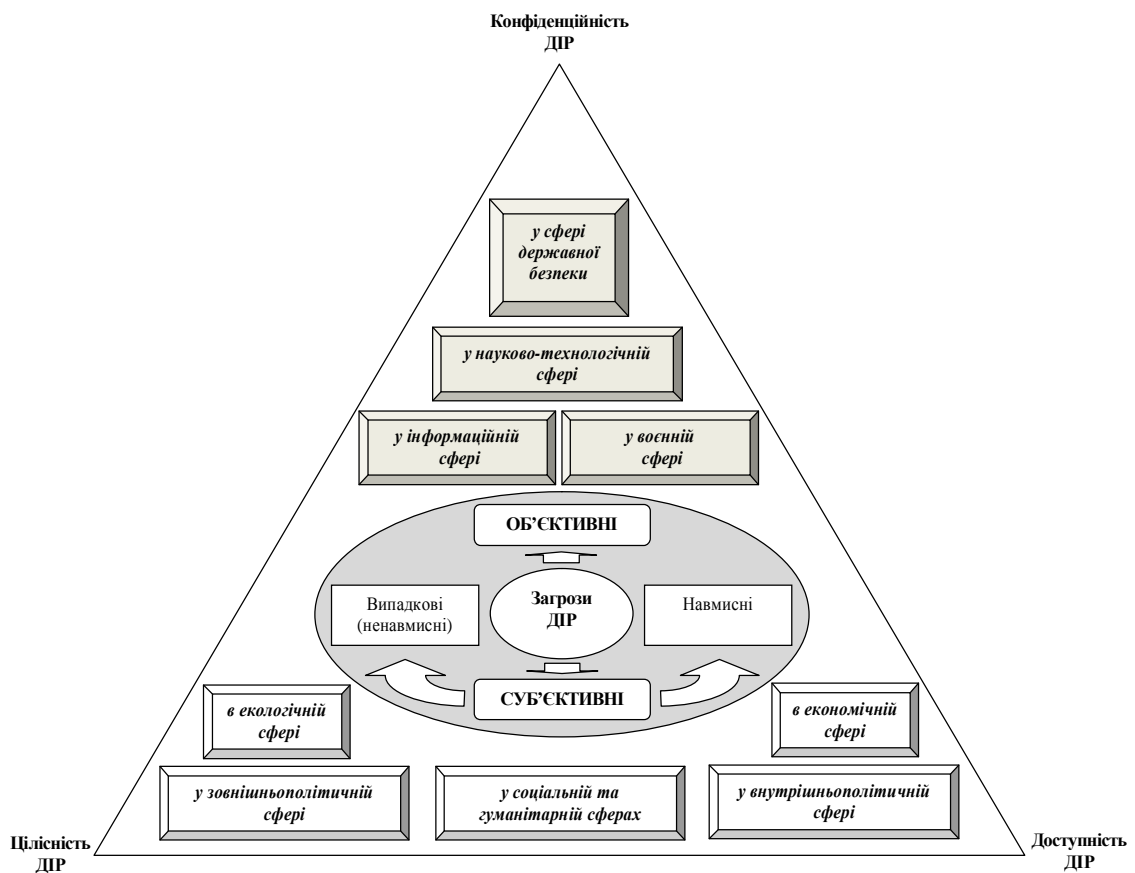 Конфіденційність
ДІР
у сфері
державної
безпеки
у науково-технологічній
сфері
у інформаційній
сфері
у воєнній
сфері
ОБ’ЄКТИВНІ
Випадкові
(ненавмисні)
Загрози
ДІР
Навмисні
СУБ’ЄКТИВНІ
в екологічній
сфері
в економічній
сфері
у зовнішньополітичній
сфері
у соціальній та
гуманітарній сферах
у внутрішньополітичній
сфері
Цілісність
ДІР
Доступність
ДІР